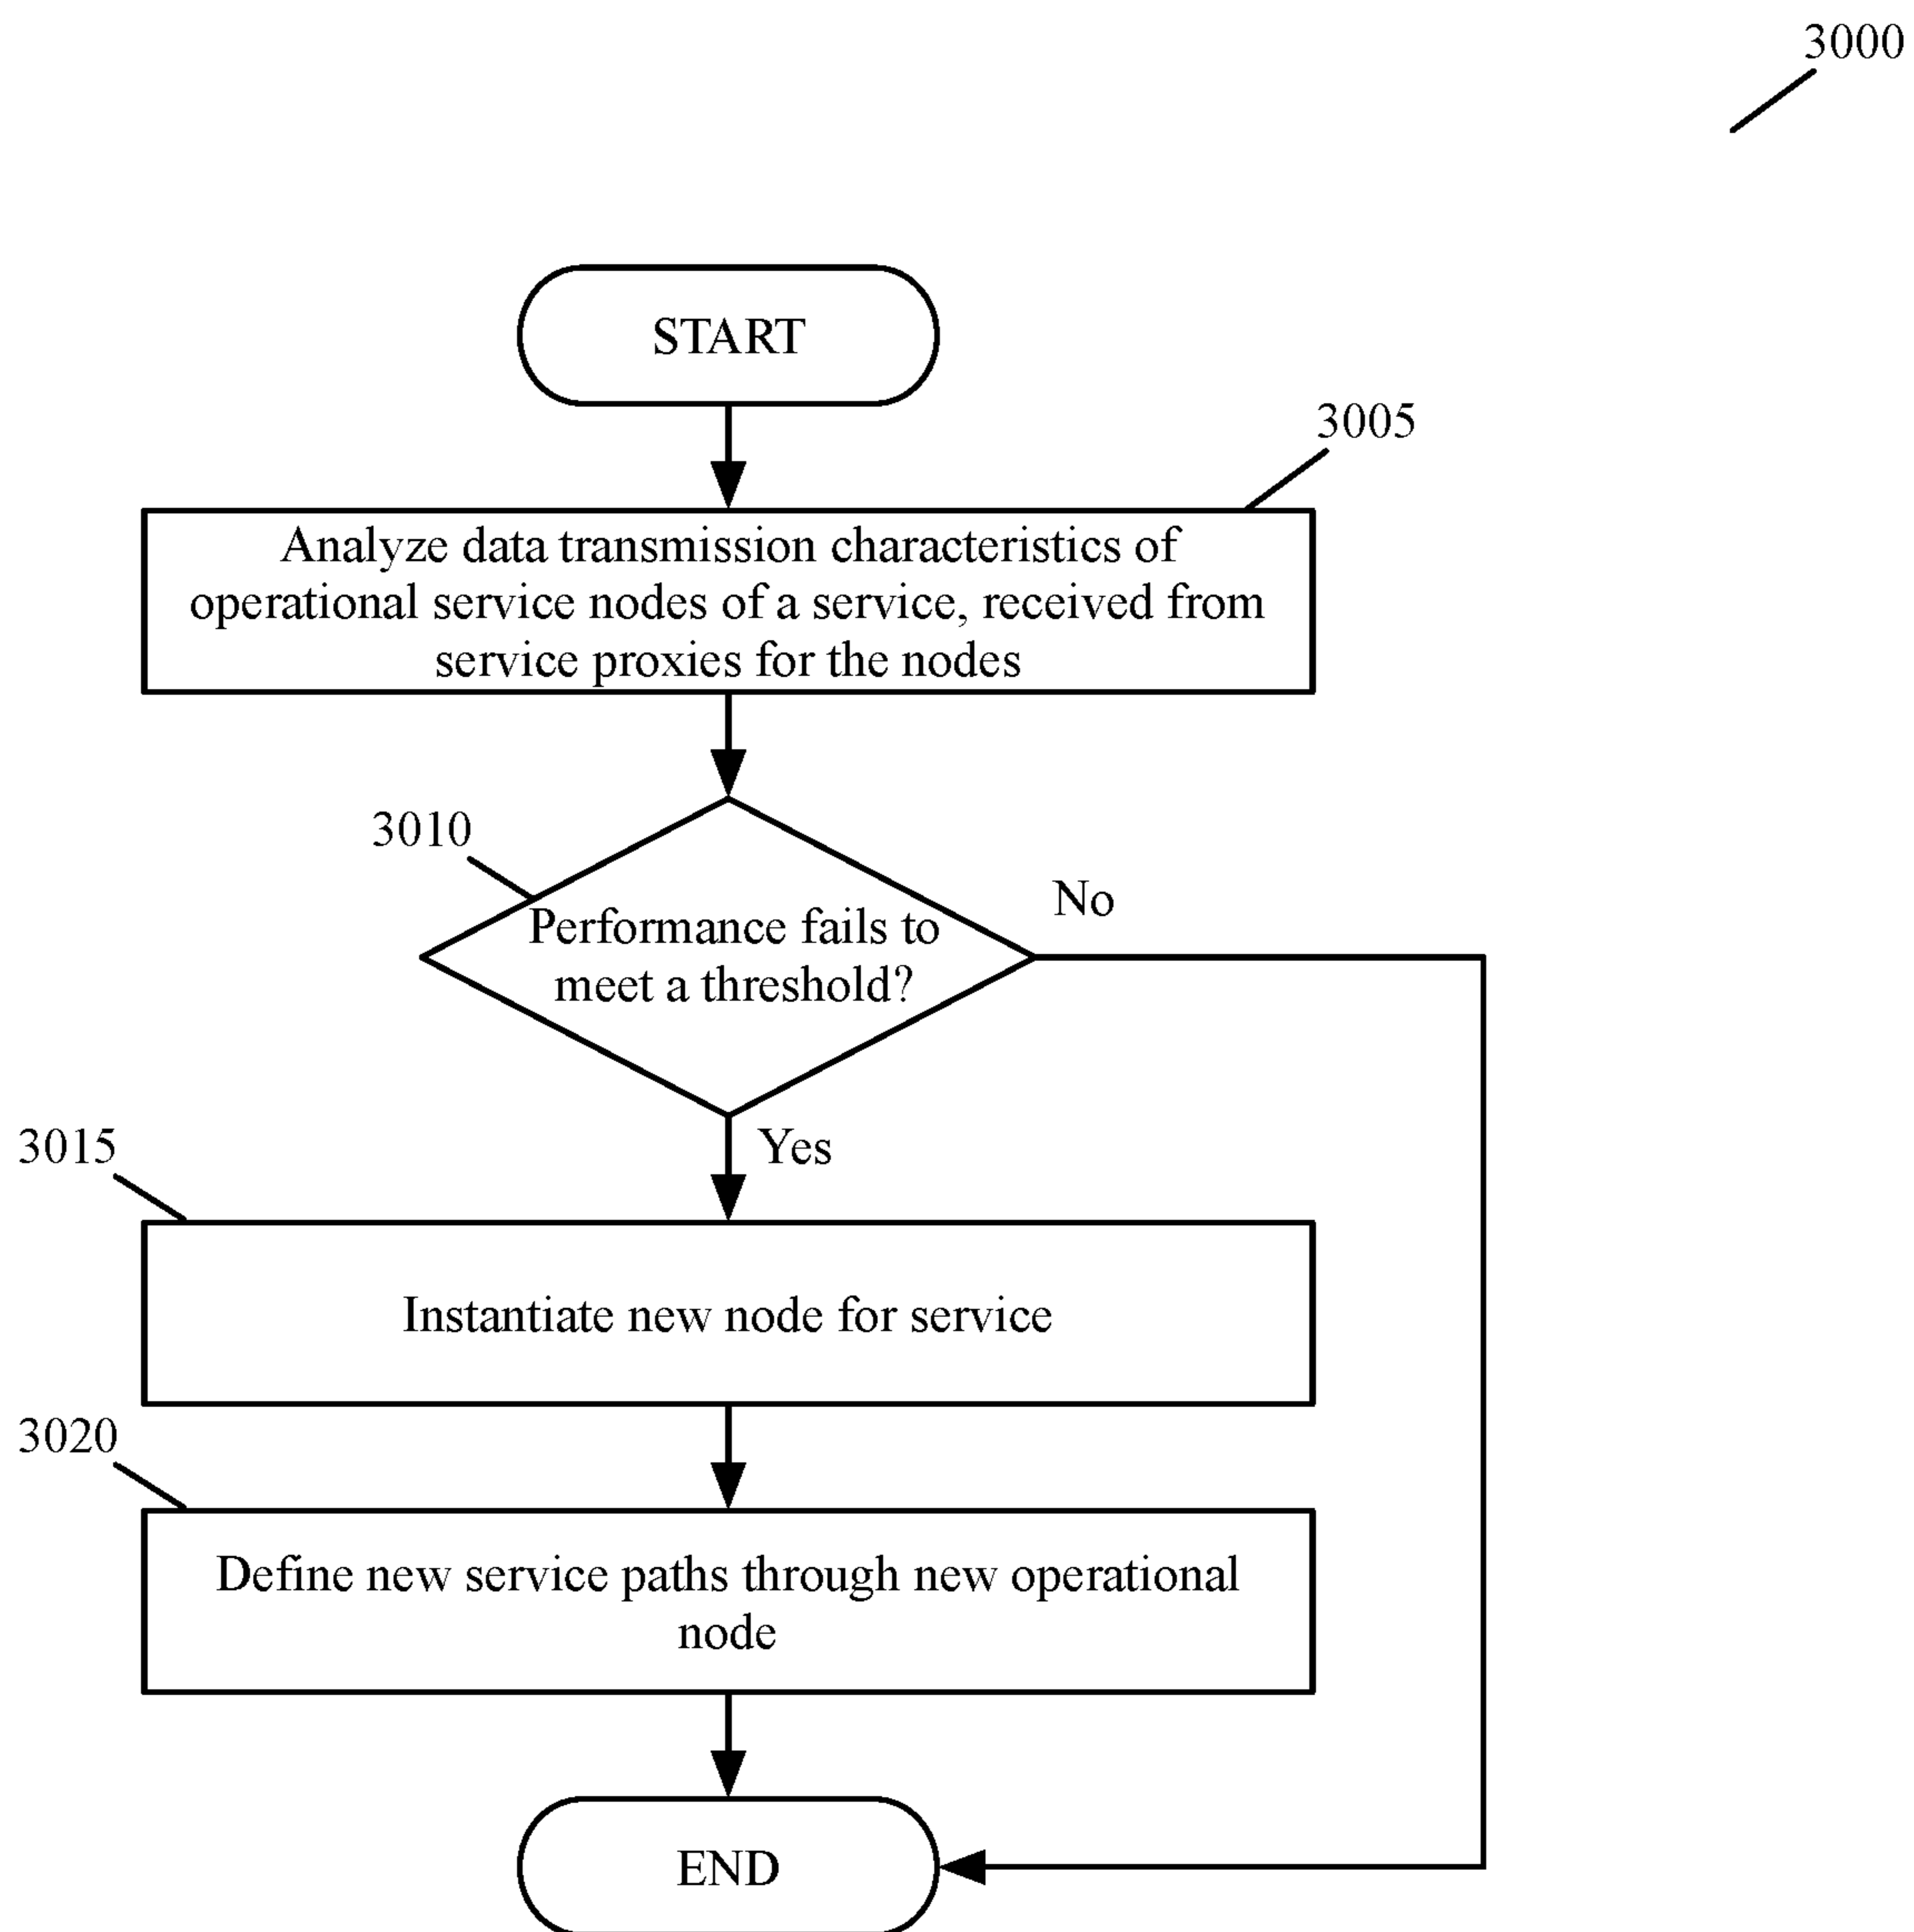 3000
START
3005
Analyze data transmission characteristics of
operational service nodes of a service, received from
service proxies for the nodes
3010
No
Performance fails to
meet a threshold?
Yes
3015
Instantiate new node for service
3020
Define new service paths through new operational
node
END